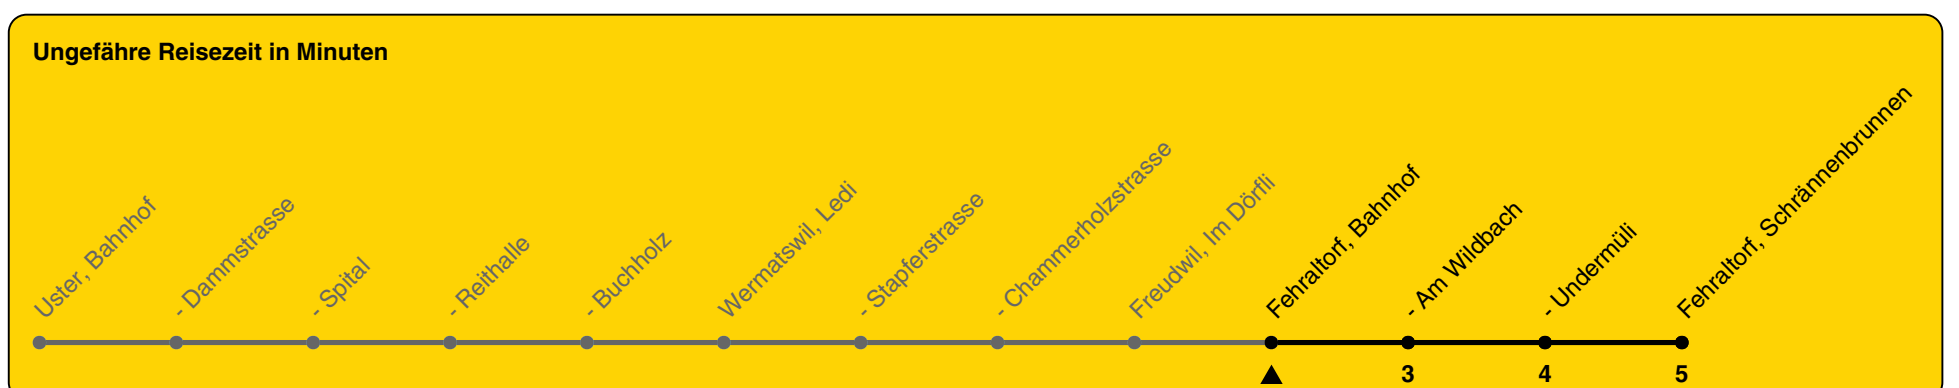 Ungefähre Reisezeit in Minuten
Uster, Bahnhof
- Dammstrasse
- Spital
- Reithalle
- Buchholz
Wermatswil, Ledi
- Stapferstrasse
- Chammerholzstrasse
Freudwil, Im Dörfli
Fehraltorf, Bahnhof
- Am Wildbach
- Undermüli
Fehraltorf, Schrännenbrunnen
3
4
5